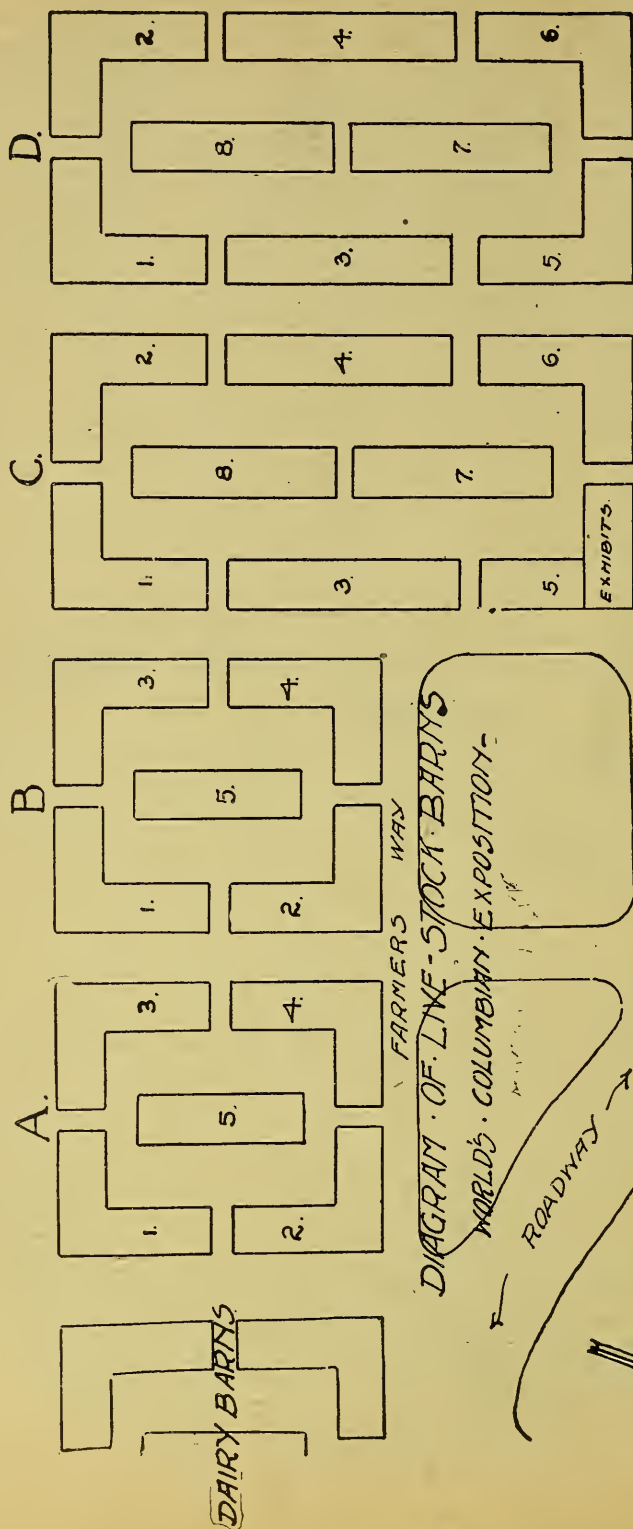 A.
B
C.
D.
1.
3.
5.
2.
4.
1.
3.
5.
2.
4.
1.
2.
8.
4.
3.
7.
5.
6.
EXHIBITS.
1.
2.
8.
4.
3.
7.
5.
6.
DAIRY BARNS
FARMERS WAY
DIAGRAM · OF · LIVE-STOCK · BARNS
WORLD'S · COLUMBIAN · EXPOSITION-
ROADWAY